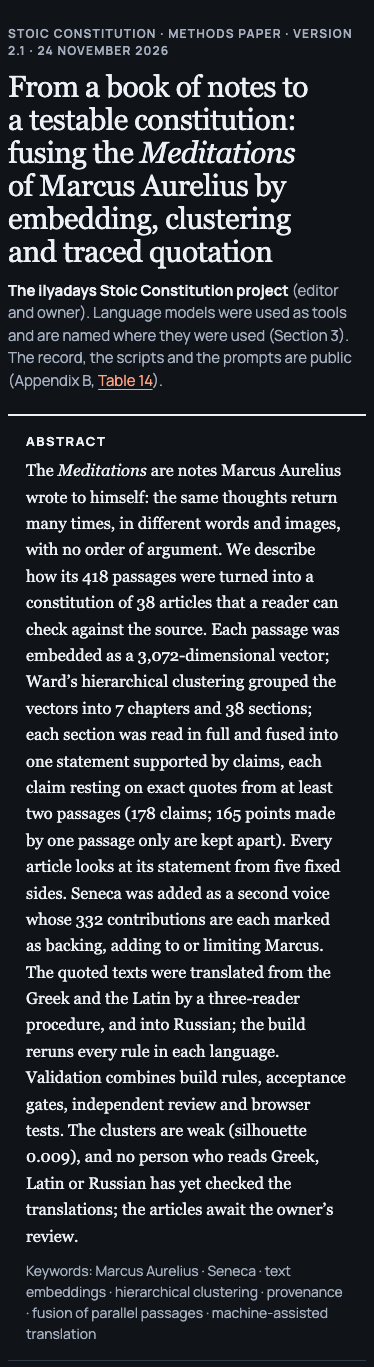 STOIC CONSTITUTION · METHODS PAPER · VERSION
2.1 · 24 NOVEMBER 2026
From a book of notes to
a testable constitution:
fusing the Meditations
of Marcus Aurelius by
embedding, clustering
and traced quotation
The ilyadays Stoic Constitution project (editor
and owner). Language models were used as tools
and are named where they were used (Section 3).
The record, the scripts and the prompts are public
(Appendix B, Table 14).
ABSTRACT
The Meditations are notes Marcus Aurelius
wrote to himself: the same thoughts return
many times, in different words and images,
with no order of argument. We describe
how its 418 passages were turned into a
constitution of 38 articles that a reader can
check against the source. Each passage was
embedded as a 3,072-dimensional vector;
Ward's hierarchical clustering grouped the
vectors into 7 chapters and 38 sections;
each section was read in full and fused into
one statement supported by claims, each
claim resting on exact quotes from at least
two passages (178 claims; 165 points made
by one passage only are kept apart). Every
article looks at its statement from five fixed
sides. Seneca was added as a second voice
whose 332 contributions are each marked
as backing, adding to or limiting Marcus.
The quoted texts were translated from the
Greek and the Latin by a three-reader
procedure, and into Russian; the build
reruns every rule in each language.
Validation combines build rules, acceptance
gates, independent review and browser
tests. The clusters are weak (silhouette
0.009), and no person who reads Greek,
Latin or Russian has yet checked the
translations; the articles await the owner's
review.
Keywords: Marcus Aurelius · Seneca · text
embeddings · hierarchical clustering · provenance
· fusion of parallel passages · machine-assisted
translation